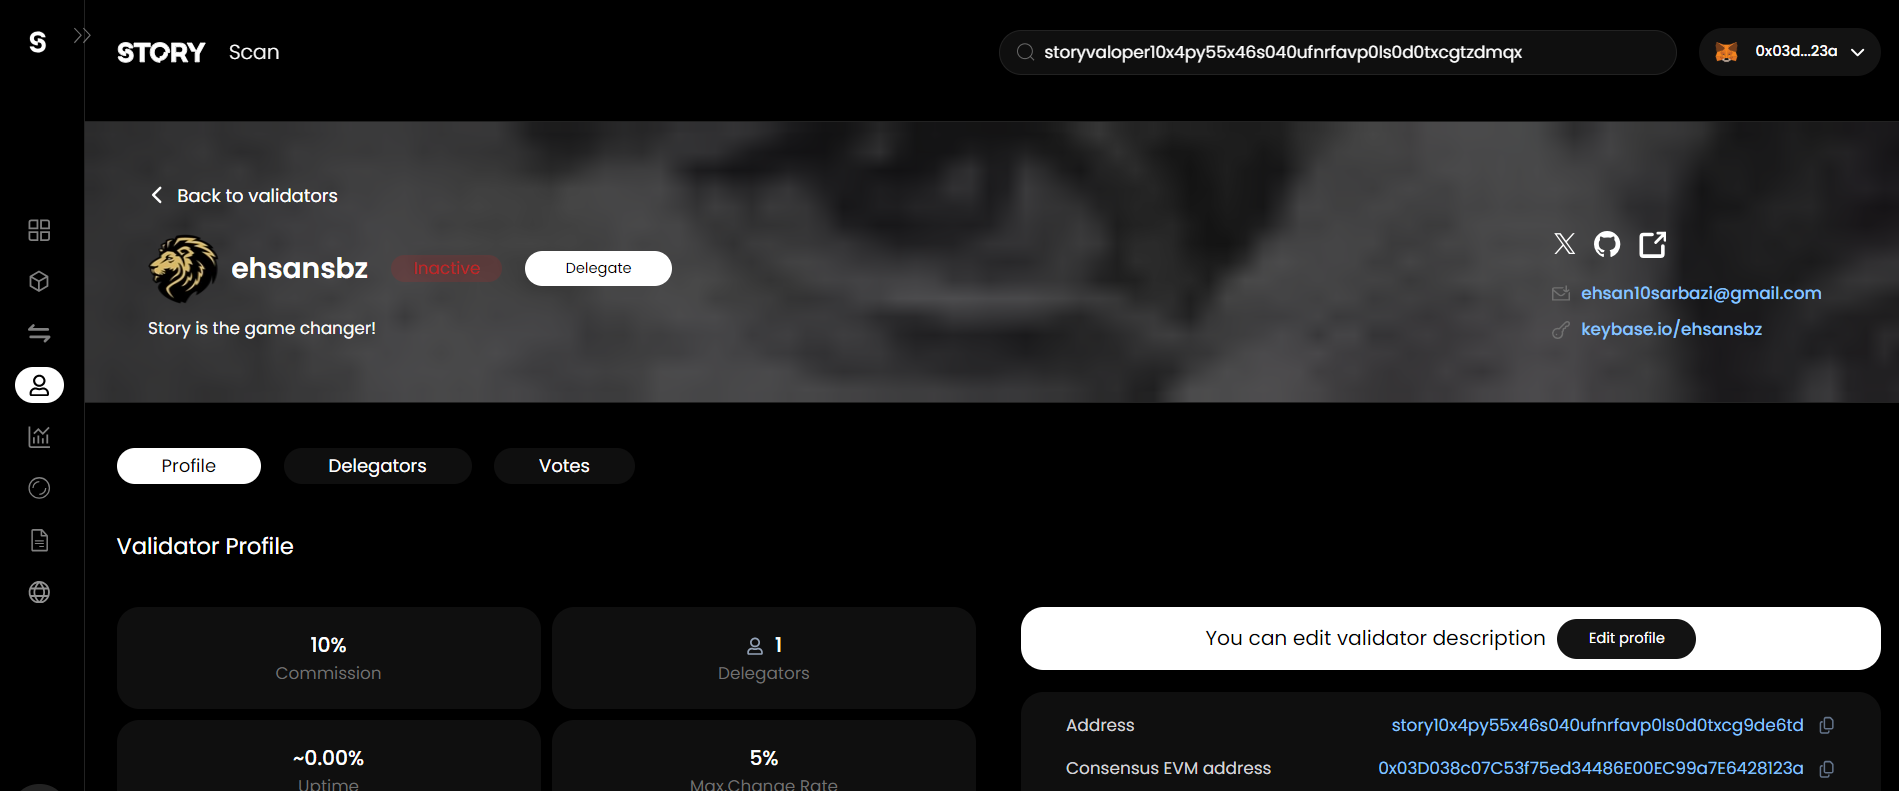 STORY Scan
storyvaloper10x4py55x46s040ufnrfavp0ls0d0txcgtzdmqx
0x03d...23a
Back to validators
ehsansbz
Inactive
Delegate
Story is the game changer!
ehsan10sarbazi@gmail.com
keybase.io/ehsansbz
Profile
Delegators
Votes
Validator Profile
10%
Commission
1
Delegators
~0.00%
Uptime
5%
Max.Change Rate
You can edit validator description
Edit profile
Address
story10x4py55x46s040ufnrfavp0ls0d0txcg9de6td
Consensus EVM address
0x03D038c07C53f75ed34486E00EC99a7E6428123a